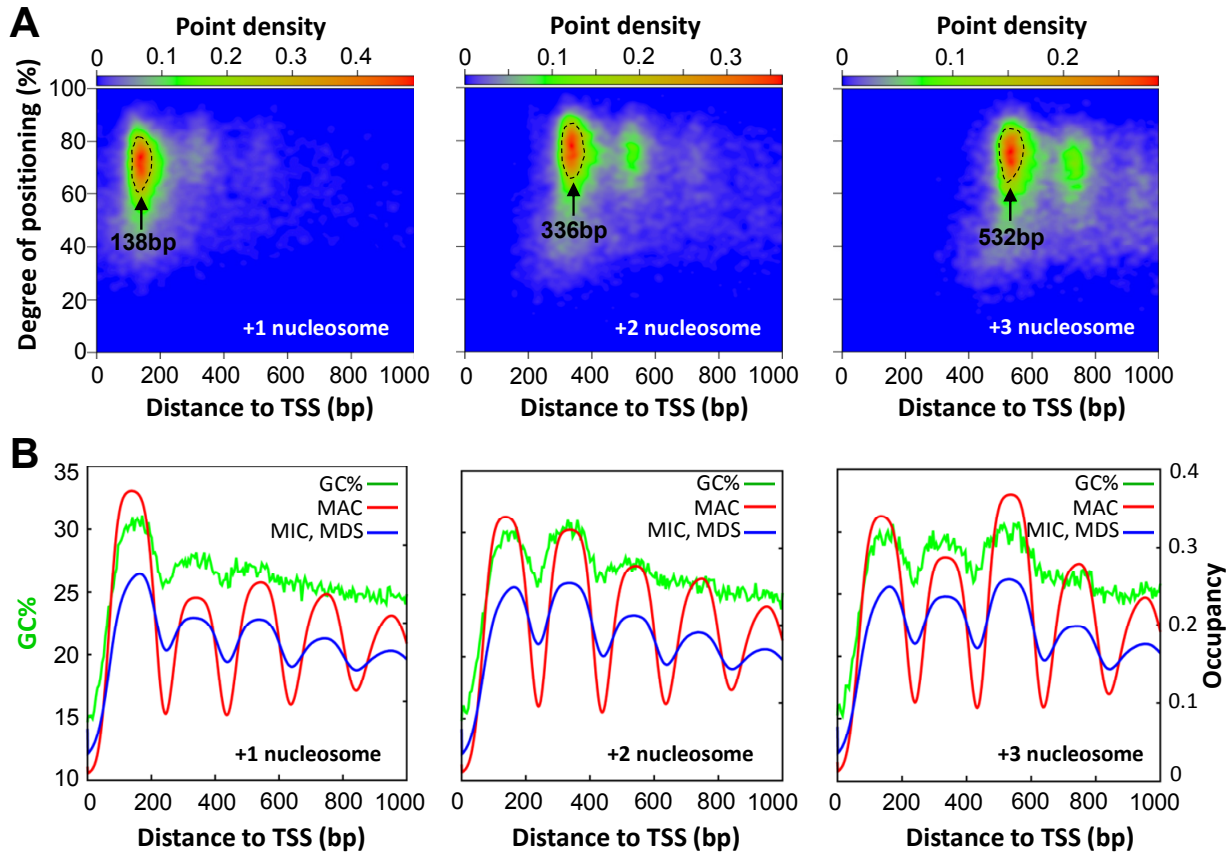 A
Point density
Point density
Point density
0 0.1 0.2 0.3 0.4
0 0.1 0.2 0.3
0 0.1 0.2
Degree of positioning (%)
100
80
60
40
20
0
138bp
336bp
532bp
+1 nucleosome
+2 nucleosome
+3 nucleosome
0 200 400 600 800 1000
0 200 400 600 800 1000
0 200 400 600 800 1000
Distance to TSS (bp)
Distance to TSS (bp)
Distance to TSS (bp)
B
GC%
35
30
25
20
15
10
GC%
MAC
MIC, MDS
+1 nucleosome
GC%
MAC
MIC, MDS
+2 nucleosome
GC%
MAC
MIC, MDS
+3 nucleosome
0.4
0.3
0.2
0.1
0
Occupancy
0 200 400 600 800 1000
0 200 400 600 800 1000
0 200 400 600 800 1000
Distance to TSS (bp)
Distance to TSS (bp)
Distance to TSS (bp)